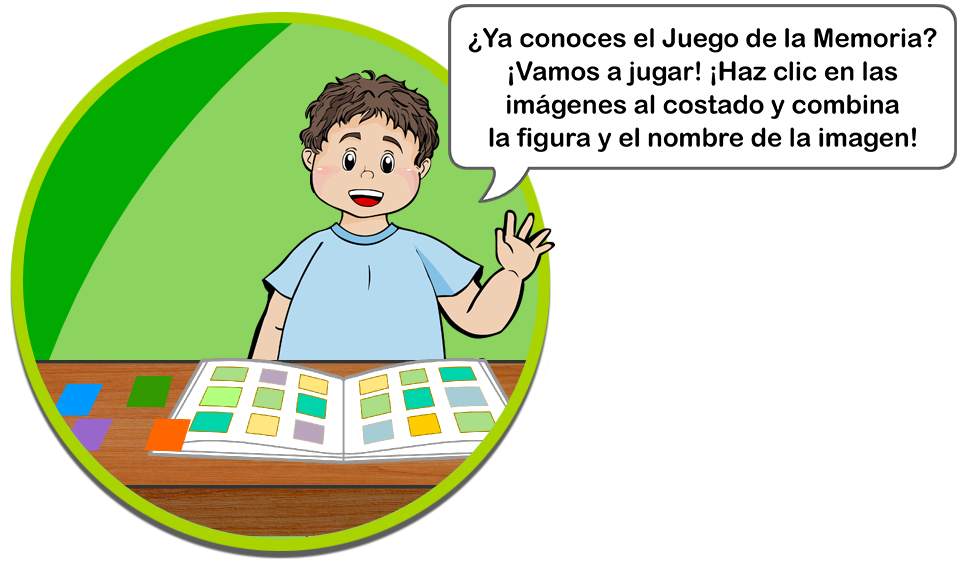 ¿Ya conoces el Juego de la Memoria?
¡Vamos a jugar! ¡Haz clic en las
imágenes al costado y combina
la figura y el nombre de la imagen!